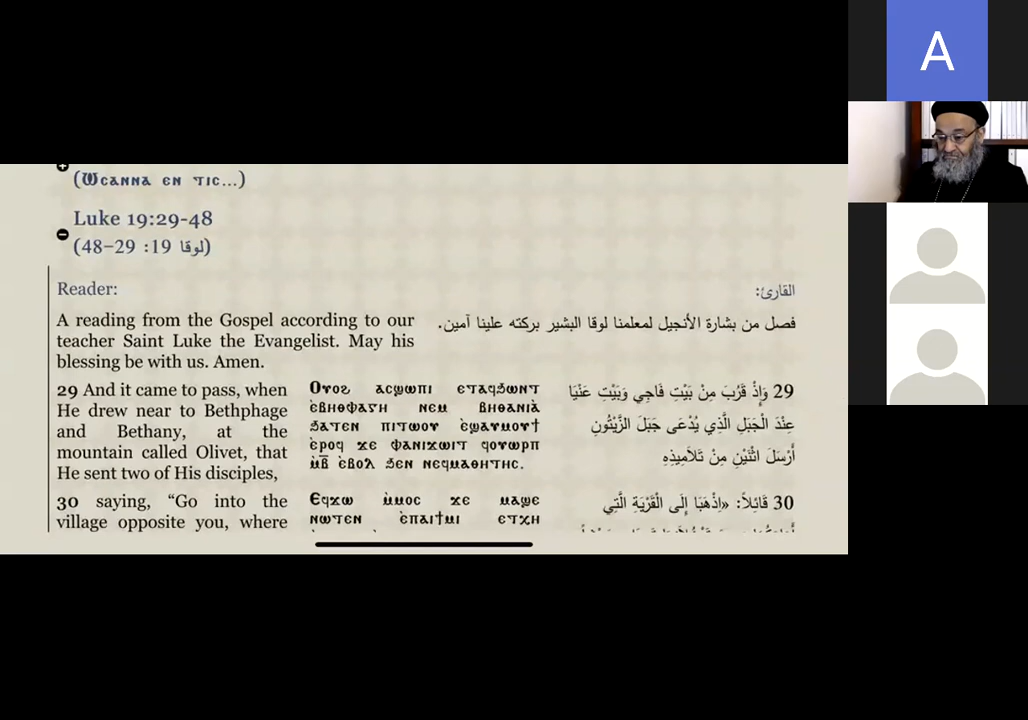 A
(Ⲱⲥⲁⲛⲛⲁ ⲉⲛ ⲧⲓⲥ...)
Luke 19:29-48
(لوقا 19: 29–48)
Reader:
القارئ:
A reading from the Gospel according to our
teacher Saint Luke the Evangelist. May his
blessing be with us. Amen.
فصل من بشارة الأنجيل لمعلمنا لوقا البشير بركته علينا آمين.
29 And it came to pass, when
He drew near to Bethphage
and Bethany, at the
mountain called Olivet, that
He sent two of His disciples,
Ⲟⲩⲟϩ ⲁⲥϣⲱⲡⲓ ⲉⲧⲁϥϧⲱⲛⲧ
ⲉ̀ⲃⲏⲑⲫⲁⲅⲏ ⲛⲉⲙ ⲃⲏⲑⲁⲛⲓⲁ̀
ϧⲁⲧⲉⲛ ⲡⲓⲧⲱⲟⲩ ⲉ̀ϣⲁⲩⲙⲟⲩϯ
ⲉ̀ⲣⲟϥ ϫⲉ ⲫⲁⲛⲓϫⲱⲓⲧ ϥⲟⲩⲱⲣⲡ
ⲙ̀ⲃ̅ ⲉ̀ⲃⲟⲗ ϧⲉⲛ ⲛⲉϥⲙⲁⲑⲏⲧⲏⲥ.
29 وَإِذْ قَرُبَ مِنْ بَيْتِ فَاجِي وَبَيْتِ عَنْيَا
عِنْدَ الْجَبَلِ الَّذِي يُدْعَى جَبَلَ الزَّيْتُونِ
أَرْسَلَ اثْنَيْنِ مِنْ تَلاَمِيذِهِ
30 saying, “Go into the
village opposite you, where
Ⲉϥϫⲱ ⲙ̀ⲙⲟⲥ ϫⲉ ⲙⲁϣⲉ
ⲛⲱⲧⲉⲛ ⲉ̀ⲡⲁⲓϯⲙⲓ ⲉⲧⲭⲏ
30 قَائِلاً: «اِذْهَبَا إِلَى الْقَرْيَةِ الَّتِي